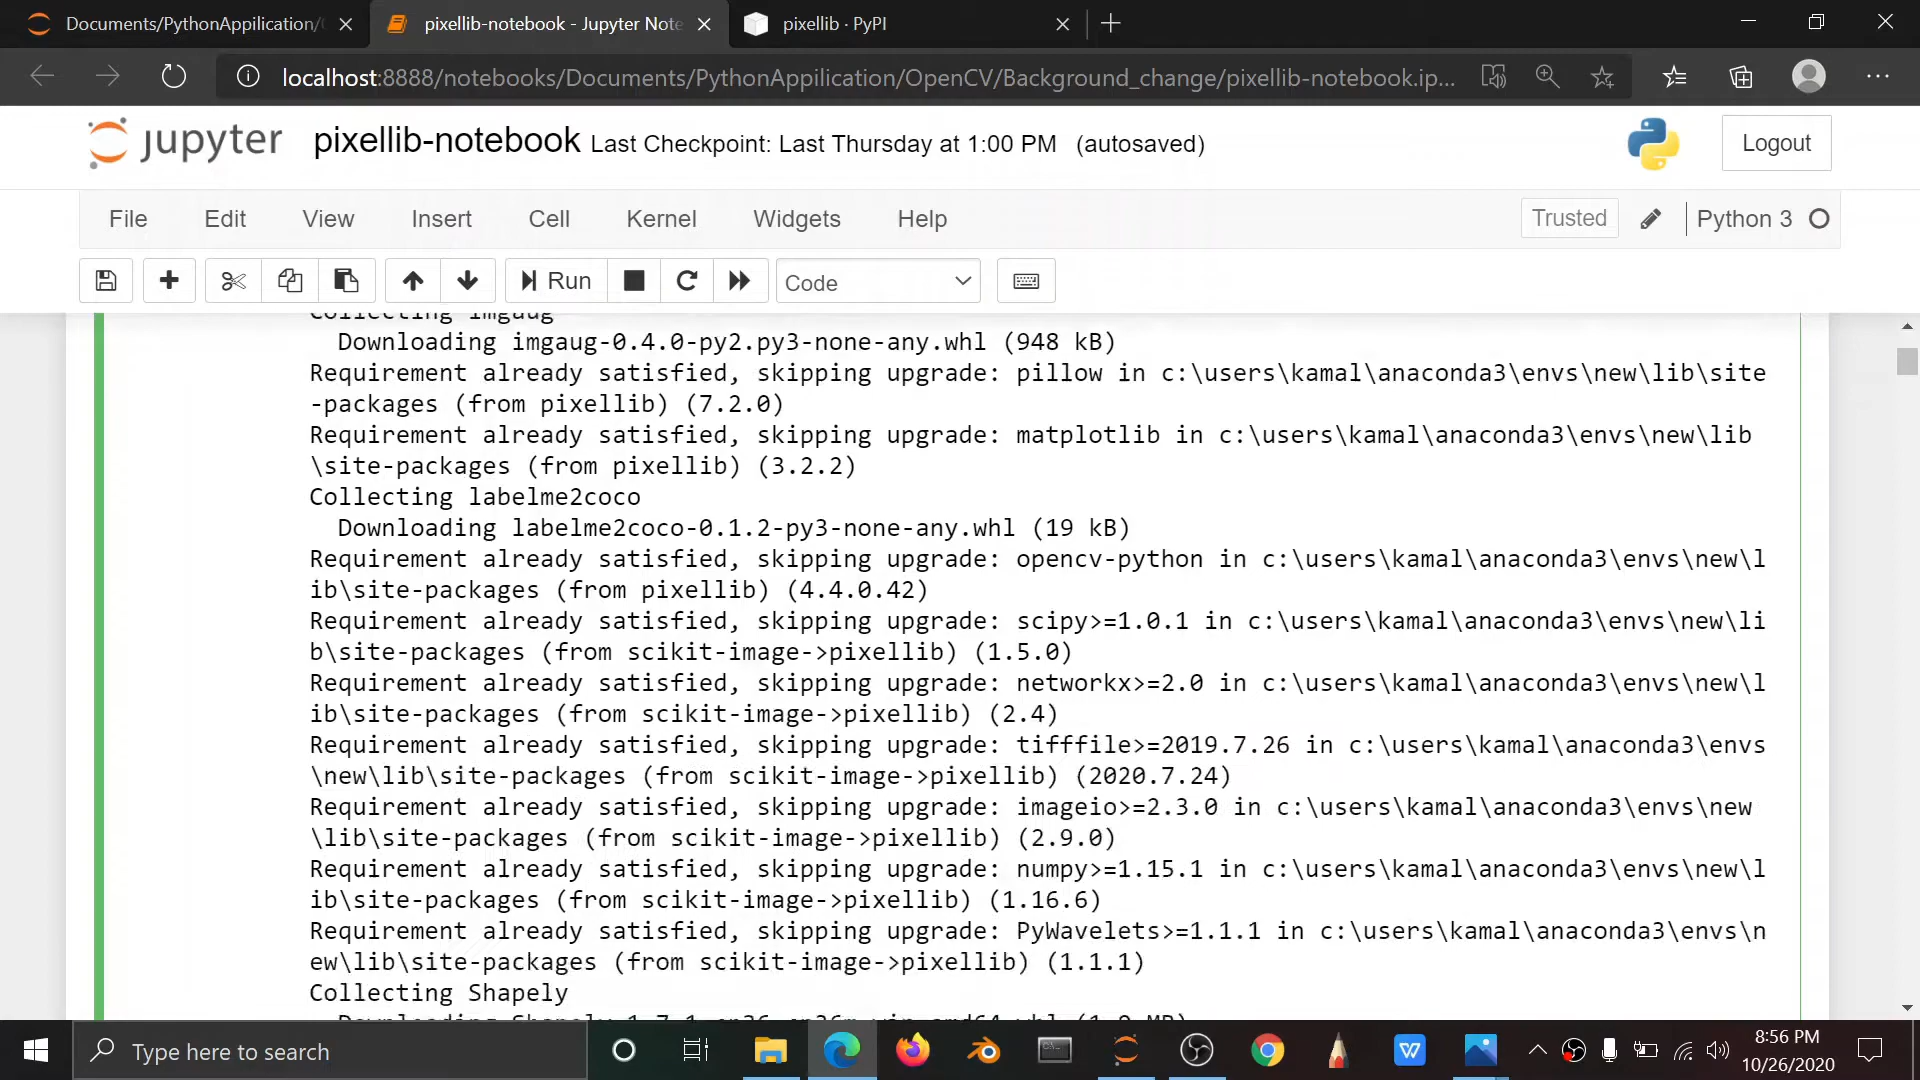 Documents/PythonAppilication/
pixellib-notebook - Jupyter Note
pixellib · PyPI
localhost:8888/notebooks/Documents/PythonAppilication/OpenCV/Background_change/pixellib-notebook.ip...
jupyter pixellib-notebook Last Checkpoint: Last Thursday at 1:00 PM (autosaved)
Logout
File Edit View Insert Cell Kernel Widgets Help Trusted Python 3
Run Code
Collecting imgaug
Downloading imgaug-0.4.0-py2.py3-none-any.whl (948 kB)
Requirement already satisfied, skipping upgrade: pillow in c:\users\kamal\anaconda3\envs\new\lib\site
-packages (from pixellib) (7.2.0)
Requirement already satisfied, skipping upgrade: matplotlib in c:\users\kamal\anaconda3\envs\new\lib
\site-packages (from pixellib) (3.2.2)
Collecting labelme2coco
Downloading labelme2coco-0.1.2-py3-none-any.whl (19 kB)
Requirement already satisfied, skipping upgrade: opencv-python in c:\users\kamal\anaconda3\envs\new\l
ib\site-packages (from pixellib) (4.4.0.42)
Requirement already satisfied, skipping upgrade: scipy>=1.0.1 in c:\users\kamal\anaconda3\envs\new\li
b\site-packages (from scikit-image->pixellib) (1.5.0)
Requirement already satisfied, skipping upgrade: networkx>=2.0 in c:\users\kamal\anaconda3\envs\new\l
ib\site-packages (from scikit-image->pixellib) (2.4)
Requirement already satisfied, skipping upgrade: tifffile>=2019.7.26 in c:\users\kamal\anaconda3\envs
\new\lib\site-packages (from scikit-image->pixellib) (2020.7.24)
Requirement already satisfied, skipping upgrade: imageio>=2.3.0 in c:\users\kamal\anaconda3\envs\new
\lib\site-packages (from scikit-image->pixellib) (2.9.0)
Requirement already satisfied, skipping upgrade: numpy>=1.15.1 in c:\users\kamal\anaconda3\envs\new\l
ib\site-packages (from scikit-image->pixellib) (1.16.6)
Requirement already satisfied, skipping upgrade: PyWavelets>=1.1.1 in c:\users\kamal\anaconda3\envs\n
ew\lib\site-packages (from scikit-image->pixellib) (1.1.1)
Collecting Shapely
Type here to search
8:56 PM
10/26/2020